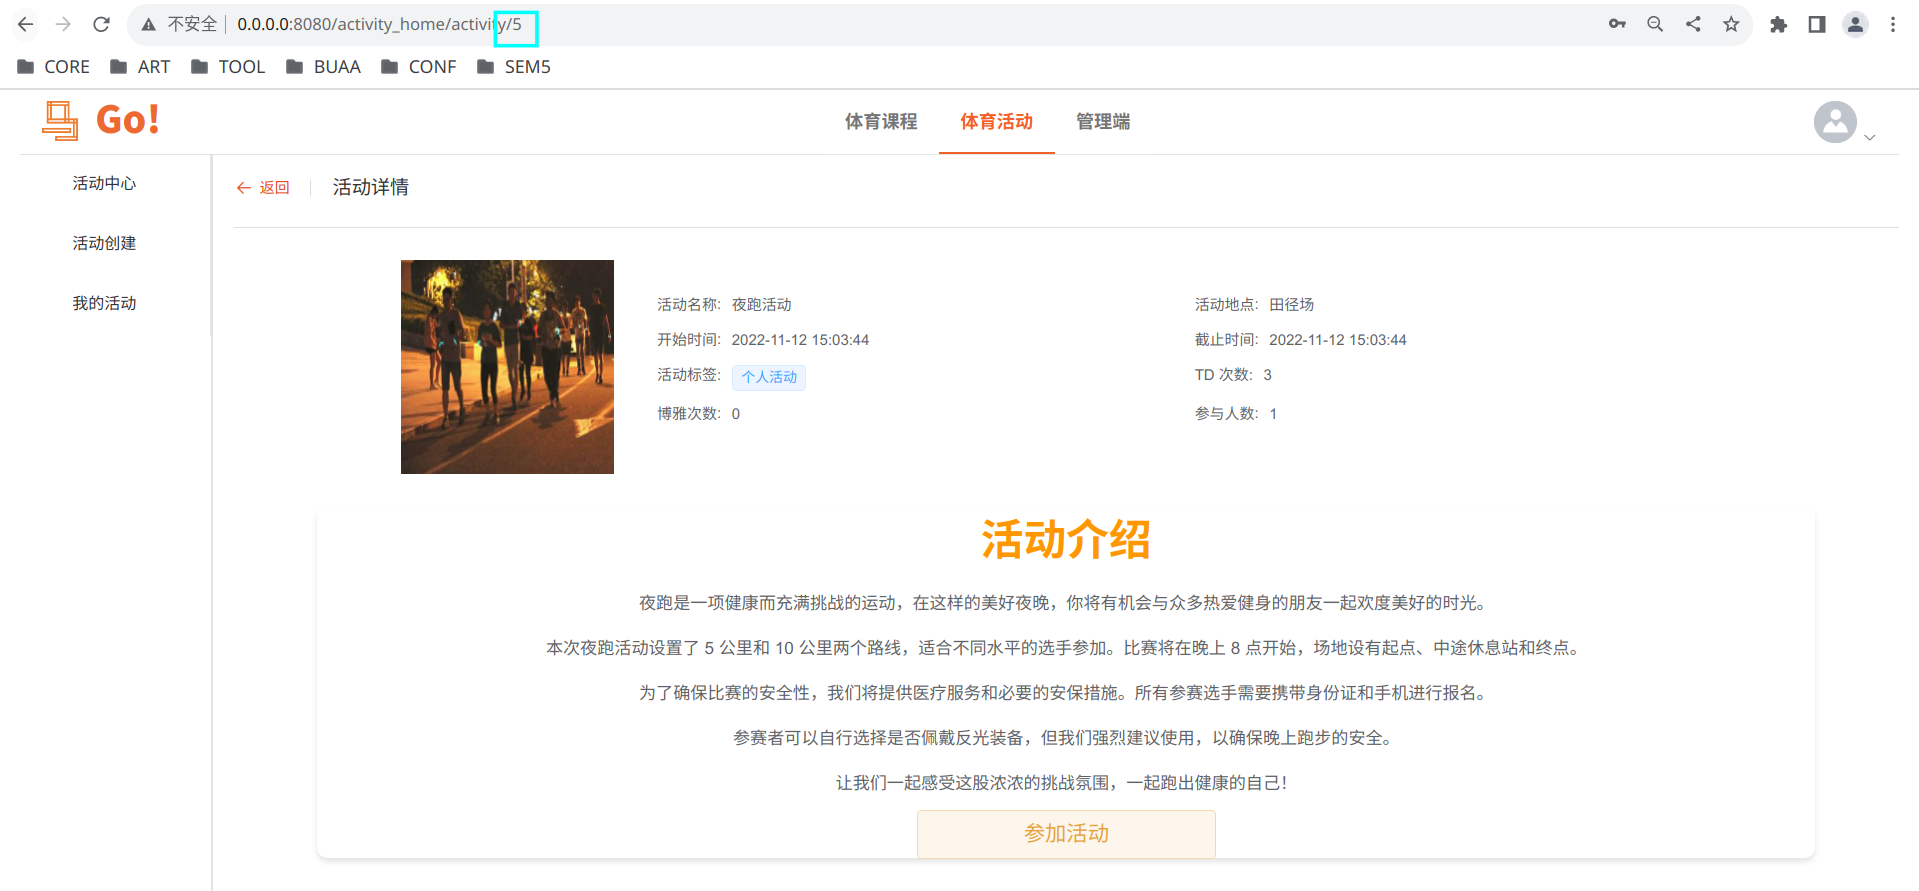 不安全 0.0.0.0:8080/activity_home/activity/5
CORE ART TOOL BUAA CONF SEM5
Go! 体育课程 体育活动 管理端
活动中心
活动创建
我的活动
返回 活动详情
活动名称: 夜跑活动 活动地点: 田径场
开始时间: 2022-11-12 15:03:44 截止时间: 2022-11-12 15:03:44
活动标签: 个人活动 TD 次数: 3
博雅次数: 0 参与人数: 1
活动介绍
夜跑是一项健康而充满挑战的运动，在这样的美好夜晚，你将有机会与众多热爱健身的朋友一起欢度美好的时光。
本次夜跑活动设置了 5 公里和 10 公里两个路线，适合不同水平的选手参加。比赛将在晚上 8 点开始，场地设有起点、中途休息站和终点。
为了确保比赛的安全性，我们将提供医疗服务和必要的安保措施。所有参赛选手需要携带身份证和手机进行报名。
参赛者可以自行选择是否佩戴反光装备，但我们强烈建议使用，以确保晚上跑步的安全。
让我们一起感受这股浓浓的挑战氛围，一起跑出健康的自己！
参加活动